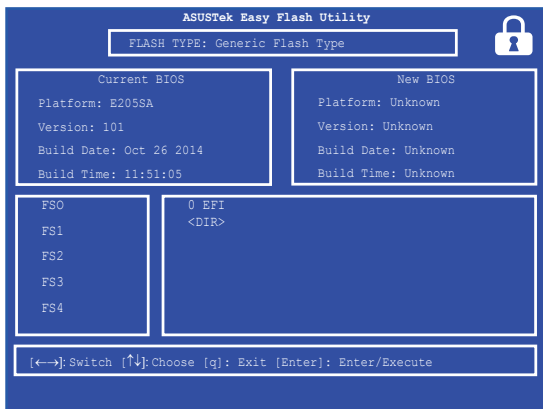 ASUSTek Easy Flash Utility
FLASH TYPE: Generic Flash Type
Current BIOS
Platform: E205SA
Version: 101
Build Date: Oct 26 2014
Build Time: 11:51:05
New BIOS
Platform: Unknown
Version: Unknown
Build Date: Unknown
Build Time: Unknown
FSO
FS1
FS2
FS3
FS4
0 EFI
<DIR>
[←→]: Switch [↑↓]: Choose [q]: Exit [Enter]: Enter/Execute